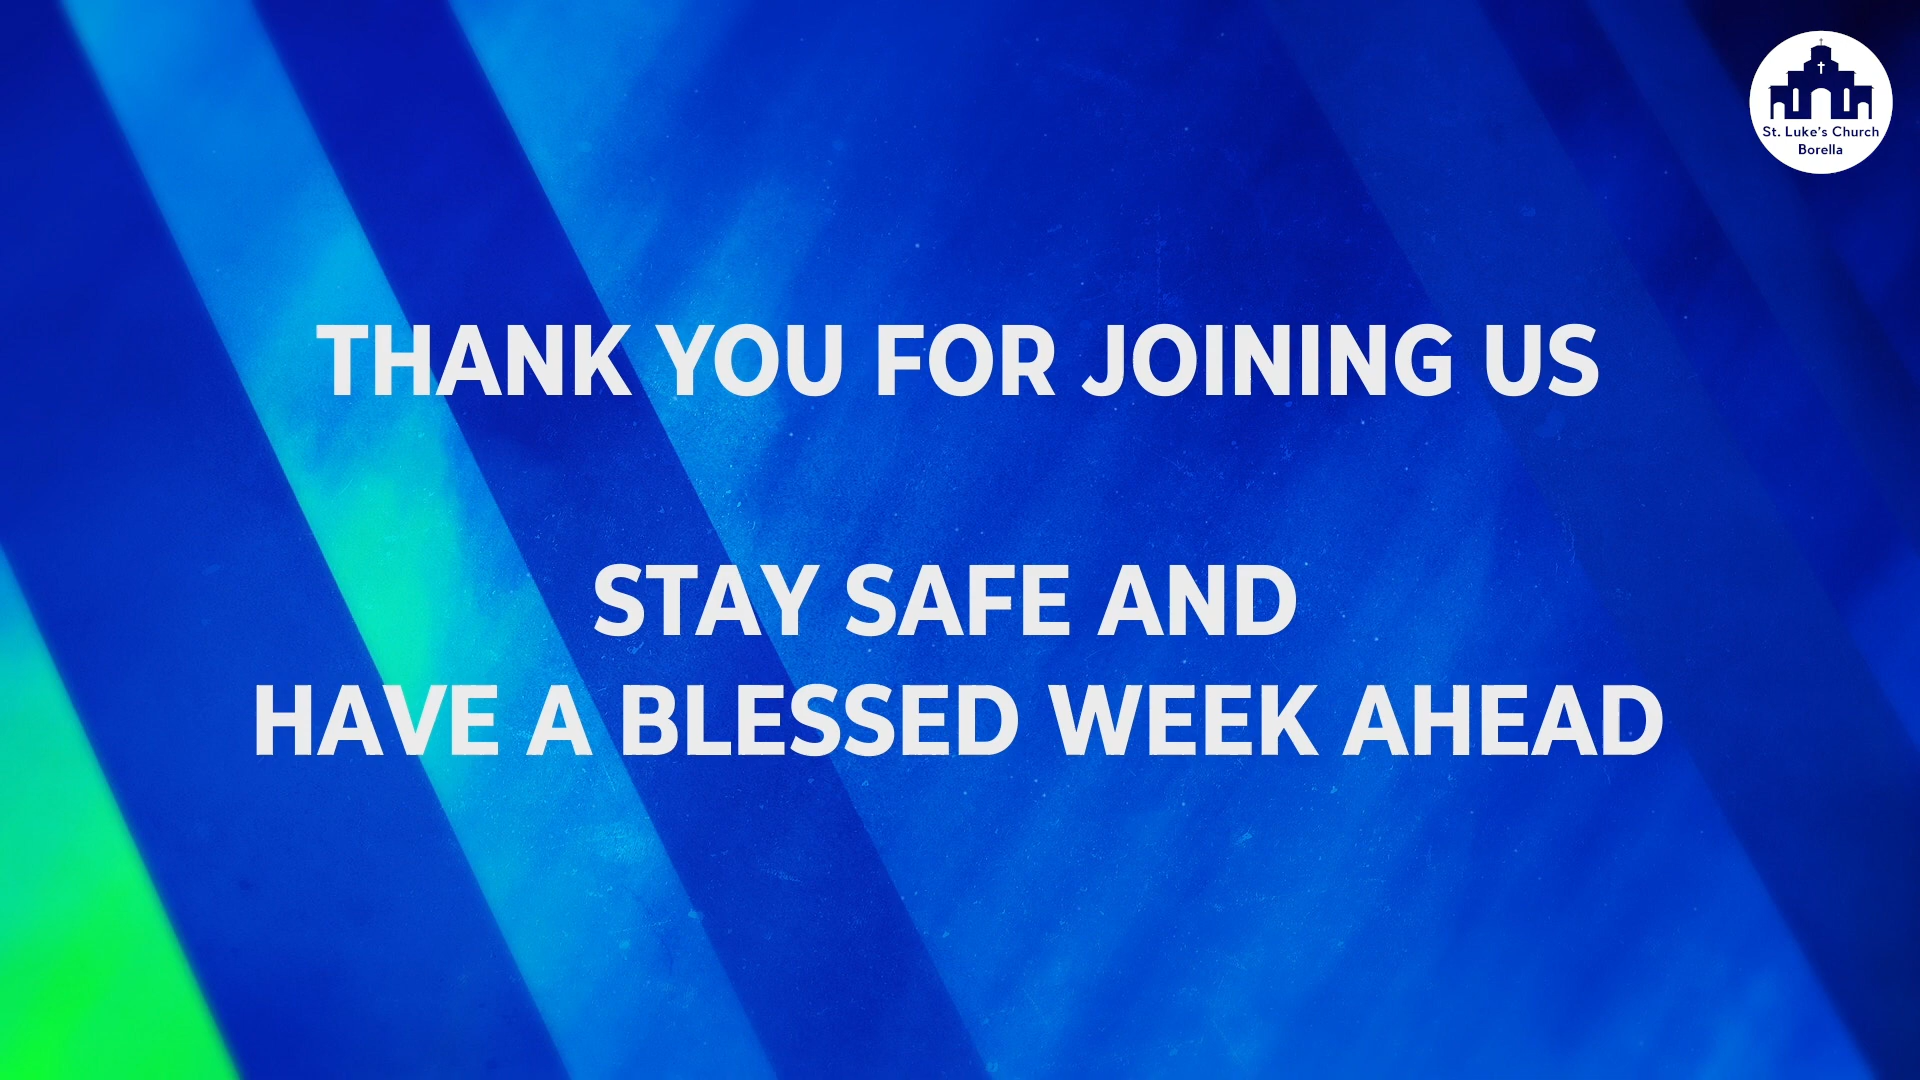 St. Luke's Church
Borella
THANK YOU FOR JOINING US
STAY SAFE AND
HAVE A BLESSED WEEK AHEAD